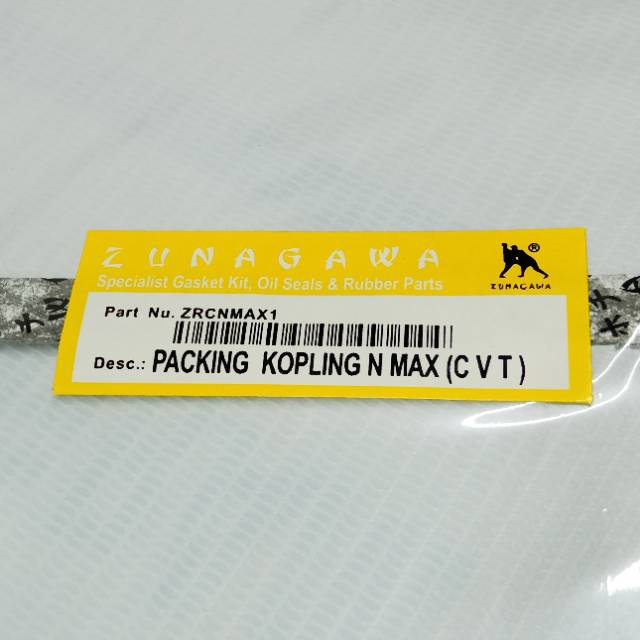 ZUNAGAWA
Specialist Gasket Kit, Oil Seals & Rubber Parts
®
ZUNAGAWA
Part Nu. ZRCNMAX1
Desc.: PACKING KOPLING N MAX (C V T)